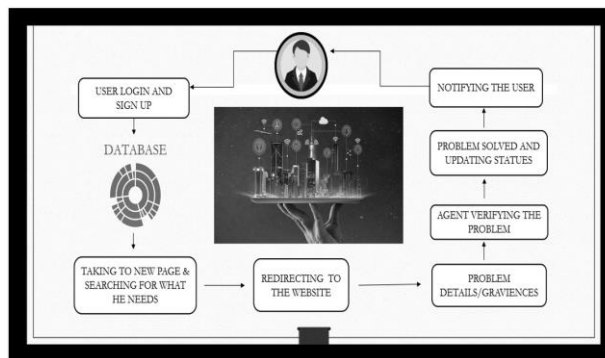 USER LOGIN AND
SIGN UP
DATABASE
TAKING TO NEW PAGE &
SEARCHING FOR WHAT
HE NEEDS
REDIRECTING TO
THE WEBSITE
PROBLEM
DETAILS/GRAVIENCES
AGENT VERIFYING THE
PROBLEM
PROBLEM SOLVED AND
UPDATING STATUES
NOTIFYING THE USER